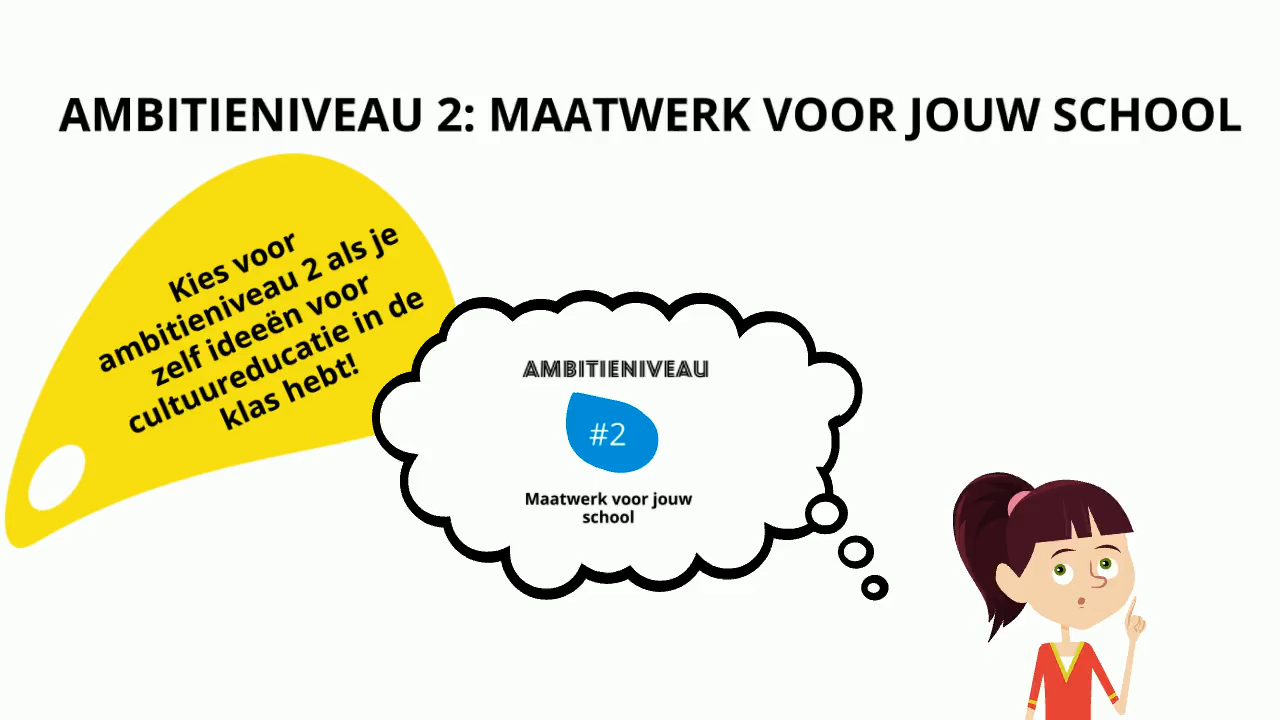 AMBITIENIVEAU 2: MAATWERK VOOR JOUW SCHOOL
Kies voor
ambitieniveau 2 als je
zelf ideeën voor
cultuureducatie in de
klas hebt!
AMBITIENIVEAU
#2
Maatwerk voor jouw
school